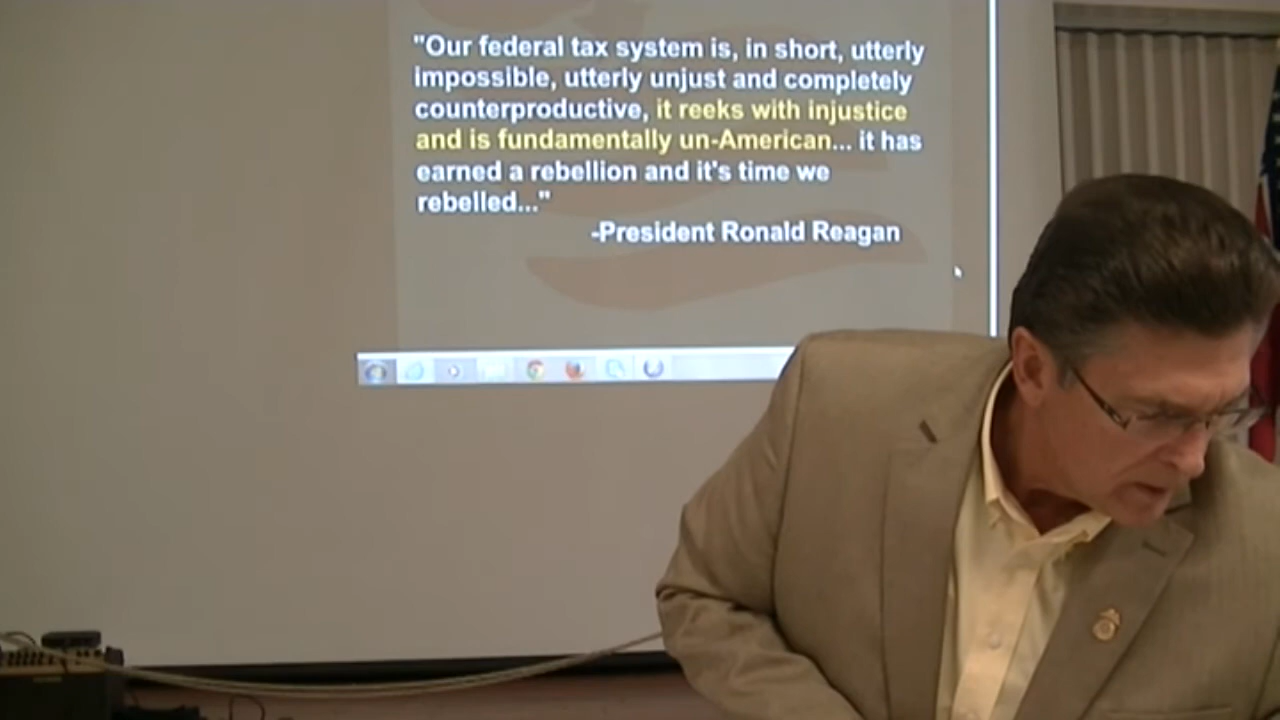 "Our federal tax system is, in short, utterly
impossible, utterly unjust and completely
counterproductive, it reeks with injustice
and is fundamentally un-American... it has
earned a rebellion and it's time we
rebelled..."
-President Ronald Reagan